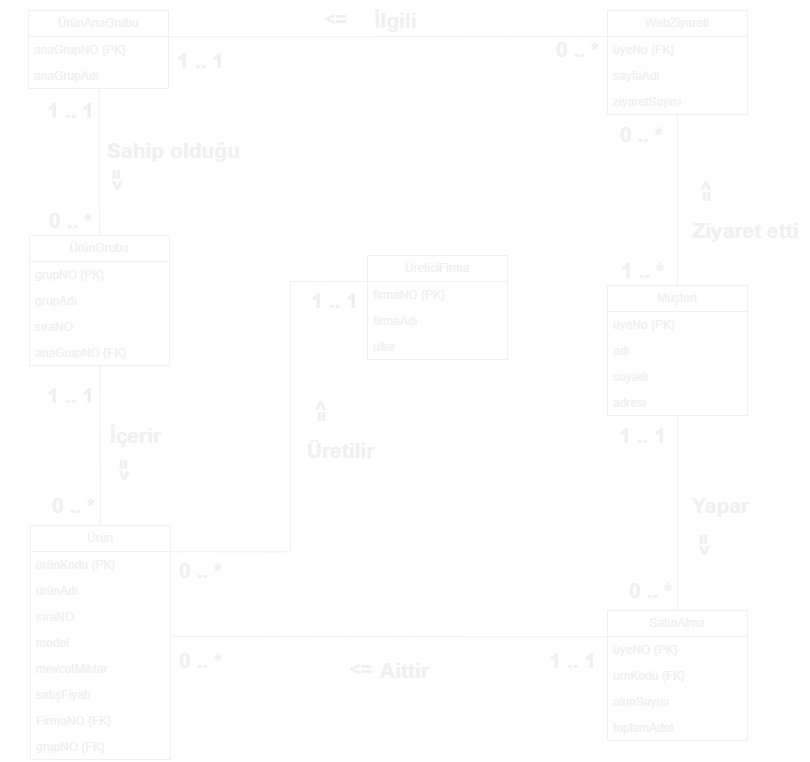 ÜrünAnaGrubu
anaGrupNO {PK}
anaGrupAdı
<= İlgili
1 .. 1
0 .. *
WebZiyareti
üyeNo {FK}
sayfaAdı
ziyaretSayısı
1 .. 1
Sahip olduğu
=>
0 .. *
0 .. *
=>
Ziyaret etti
1 .. *
ÜrünGrubu
grupNO {PK}
grupAdı
sıraNO
anaGrupNO {FK}
ÜreticiFirma
firmaNO {PK}
firmaAdı
ülke
1 .. 1
Müşteri
üyeNo {PK}
adı
soyadı
adresi
1 .. 1
İçerir
=>
0 .. *
=>
Üretilir
1 .. 1
Yapar
=>
0 .. *
Ürün
ürünKodu {PK}
ürünAdı
sıraNO
model
mevcutMiktar
satışFiyatı
FirmaNO {FK}
grupNO {FK}
0 .. *
0 .. *
<= Aittir
1 .. 1
SatınAlma
üyeNO {PK}
ürnKodu {FK}
alımSayısı
toplamAdet